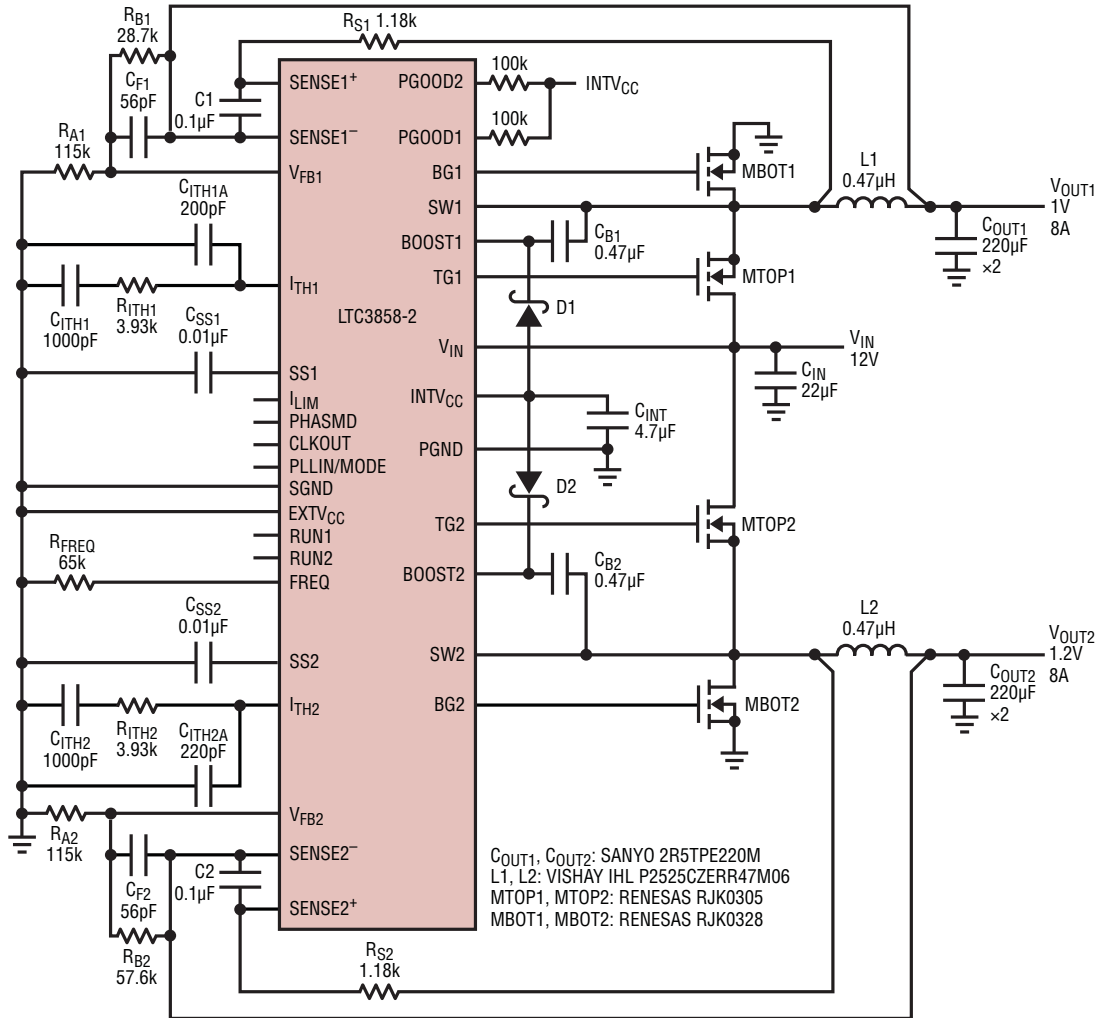 RB1
28.7k
CF1
56pF
RA1
115k
C1
0.1µF
RS1 1.18k
CITH1A
200pF
CITH1
1000pF
RITH1
3.93k
CSS1
0.01µF
RFREQ
65k
CSS2
0.01µF
CITH2
1000pF
RITH2
3.93k
CITH2A
220pF
RA2
115k
CF2
56pF
C2
0.1µF
RB2
57.6k
RS2
1.18k
LTC3858-2
SENSE1+
SENSE1–
VFB1
ITH1
SS1
ILIM
PHASMD
CLKOUT
PLLIN/MODE
SGND
EXTVCC
RUN1
RUN2
FREQ
SS2
ITH2
VFB2
SENSE2–
SENSE2+
PGOOD2
PGOOD1
BG1
SW1
BOOST1
TG1
VIN
INTVCC
PGND
TG2
BOOST2
SW2
BG2
100k
100k
INTVCC
MBOT1
L1
0.47µH
VOUT1
1V
8A
COUT1
220µF
×2
CB1
0.47µF
MTOP1
D1
VIN
12V
CIN
22µF
CINT
4.7µF
D2
MTOP2
CB2
0.47µF
L2
0.47µH
VOUT2
1.2V
8A
COUT2
220µF
×2
MBOT2
COUT1, COUT2: SANYO 2R5TPE220M
L1, L2: VISHAY IHL P2525CZERR47M06
MTOP1, MTOP2: RENESAS RJK0305
MBOT1, MBOT2: RENESAS RJK0328